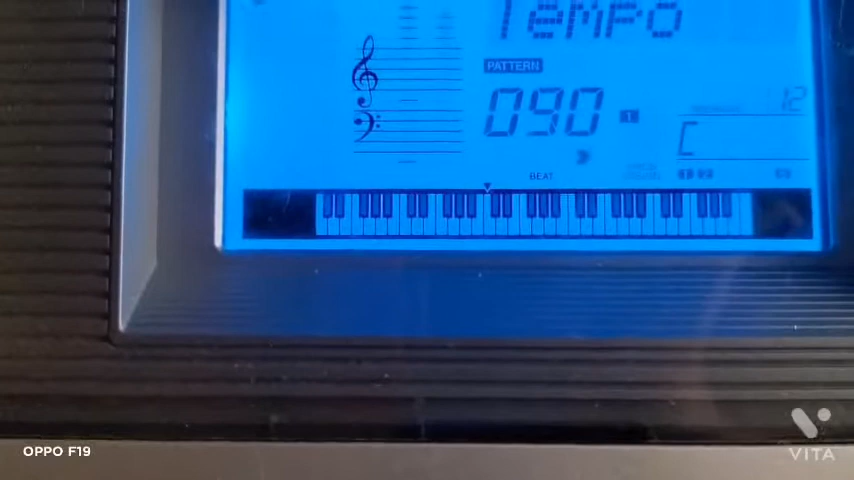 Tempo
PATTERN
090 1
12
C
BEAT
OPPO F19
VITA